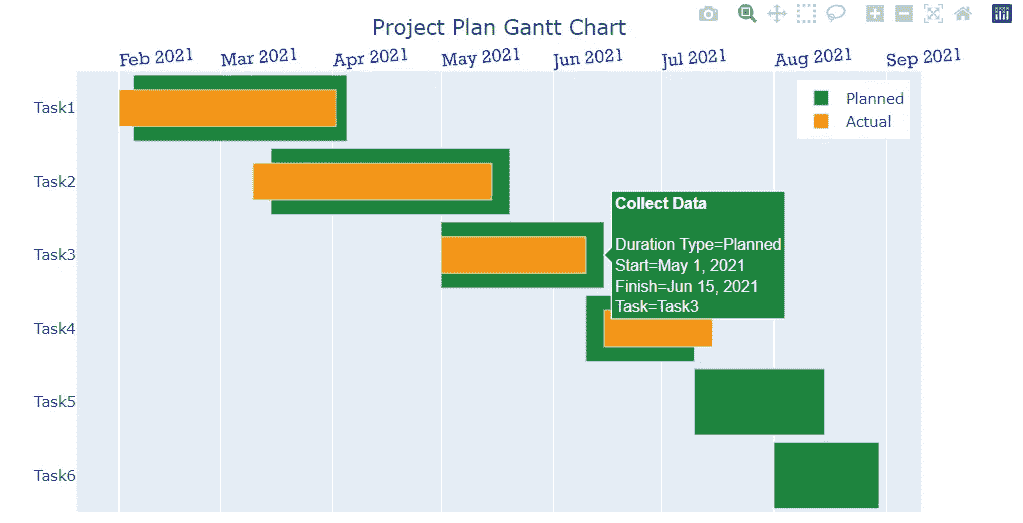 Project Plan Gantt Chart
Feb 2021 Mar 2021 Apr 2021 May 2021 Jun 2021 Jul 2021 Aug 2021 Sep 2021
Planned
Actual
Task1
Task2
Task3
Task4
Task5
Task6
Collect Data
Duration Type=Planned
Start=May 1, 2021
Finish=Jun 15, 2021
Task=Task3